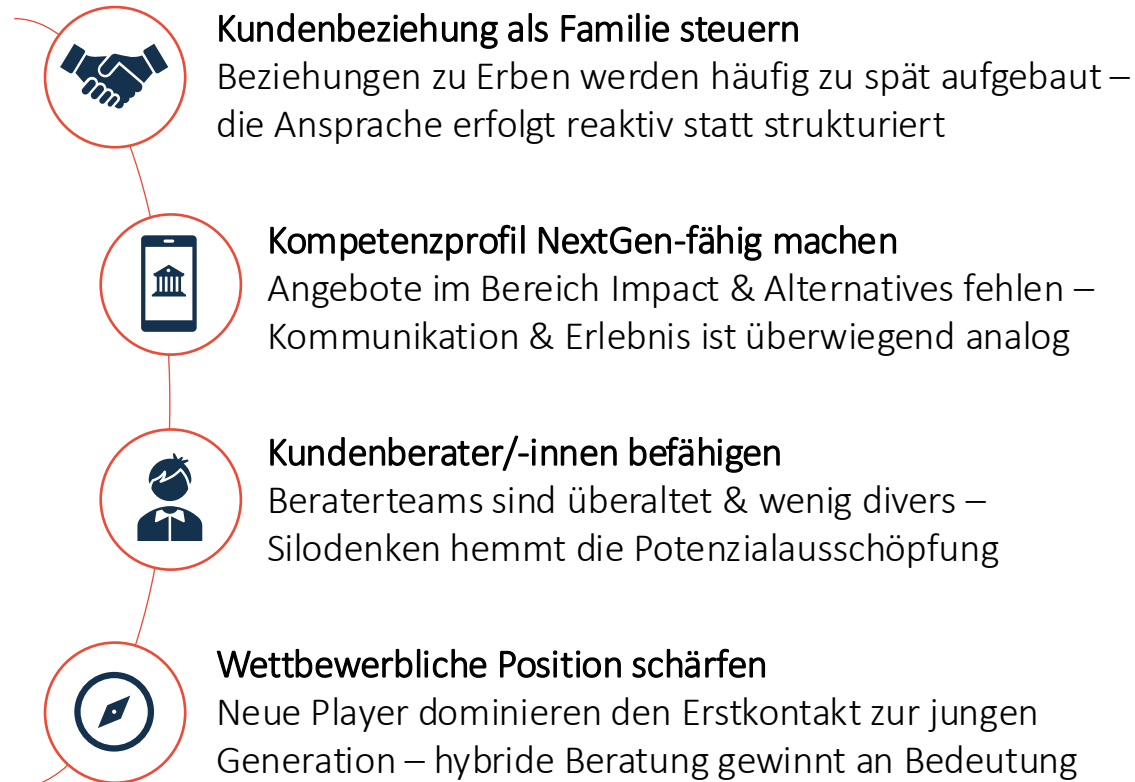 Kundenbeziehung als Familie steuern
Beziehungen zu Erben werden häufig zu spät aufgebaut –
die Ansprache erfolgt reaktiv statt strukturiert
Kompetenzprofil NextGen-fähig machen
Angebote im Bereich Impact & Alternatives fehlen –
Kommunikation & Erlebnis ist überwiegend analog
Kundenberater/-innen befähigen
Beraterteams sind überaltet & wenig divers –
Silodenken hemmt die Potenzialausschöpfung
Wettbewerbliche Position schärfen
Neue Player dominieren den Erstkontakt zur jungen
Generation – hybride Beratung gewinnt an Bedeutung